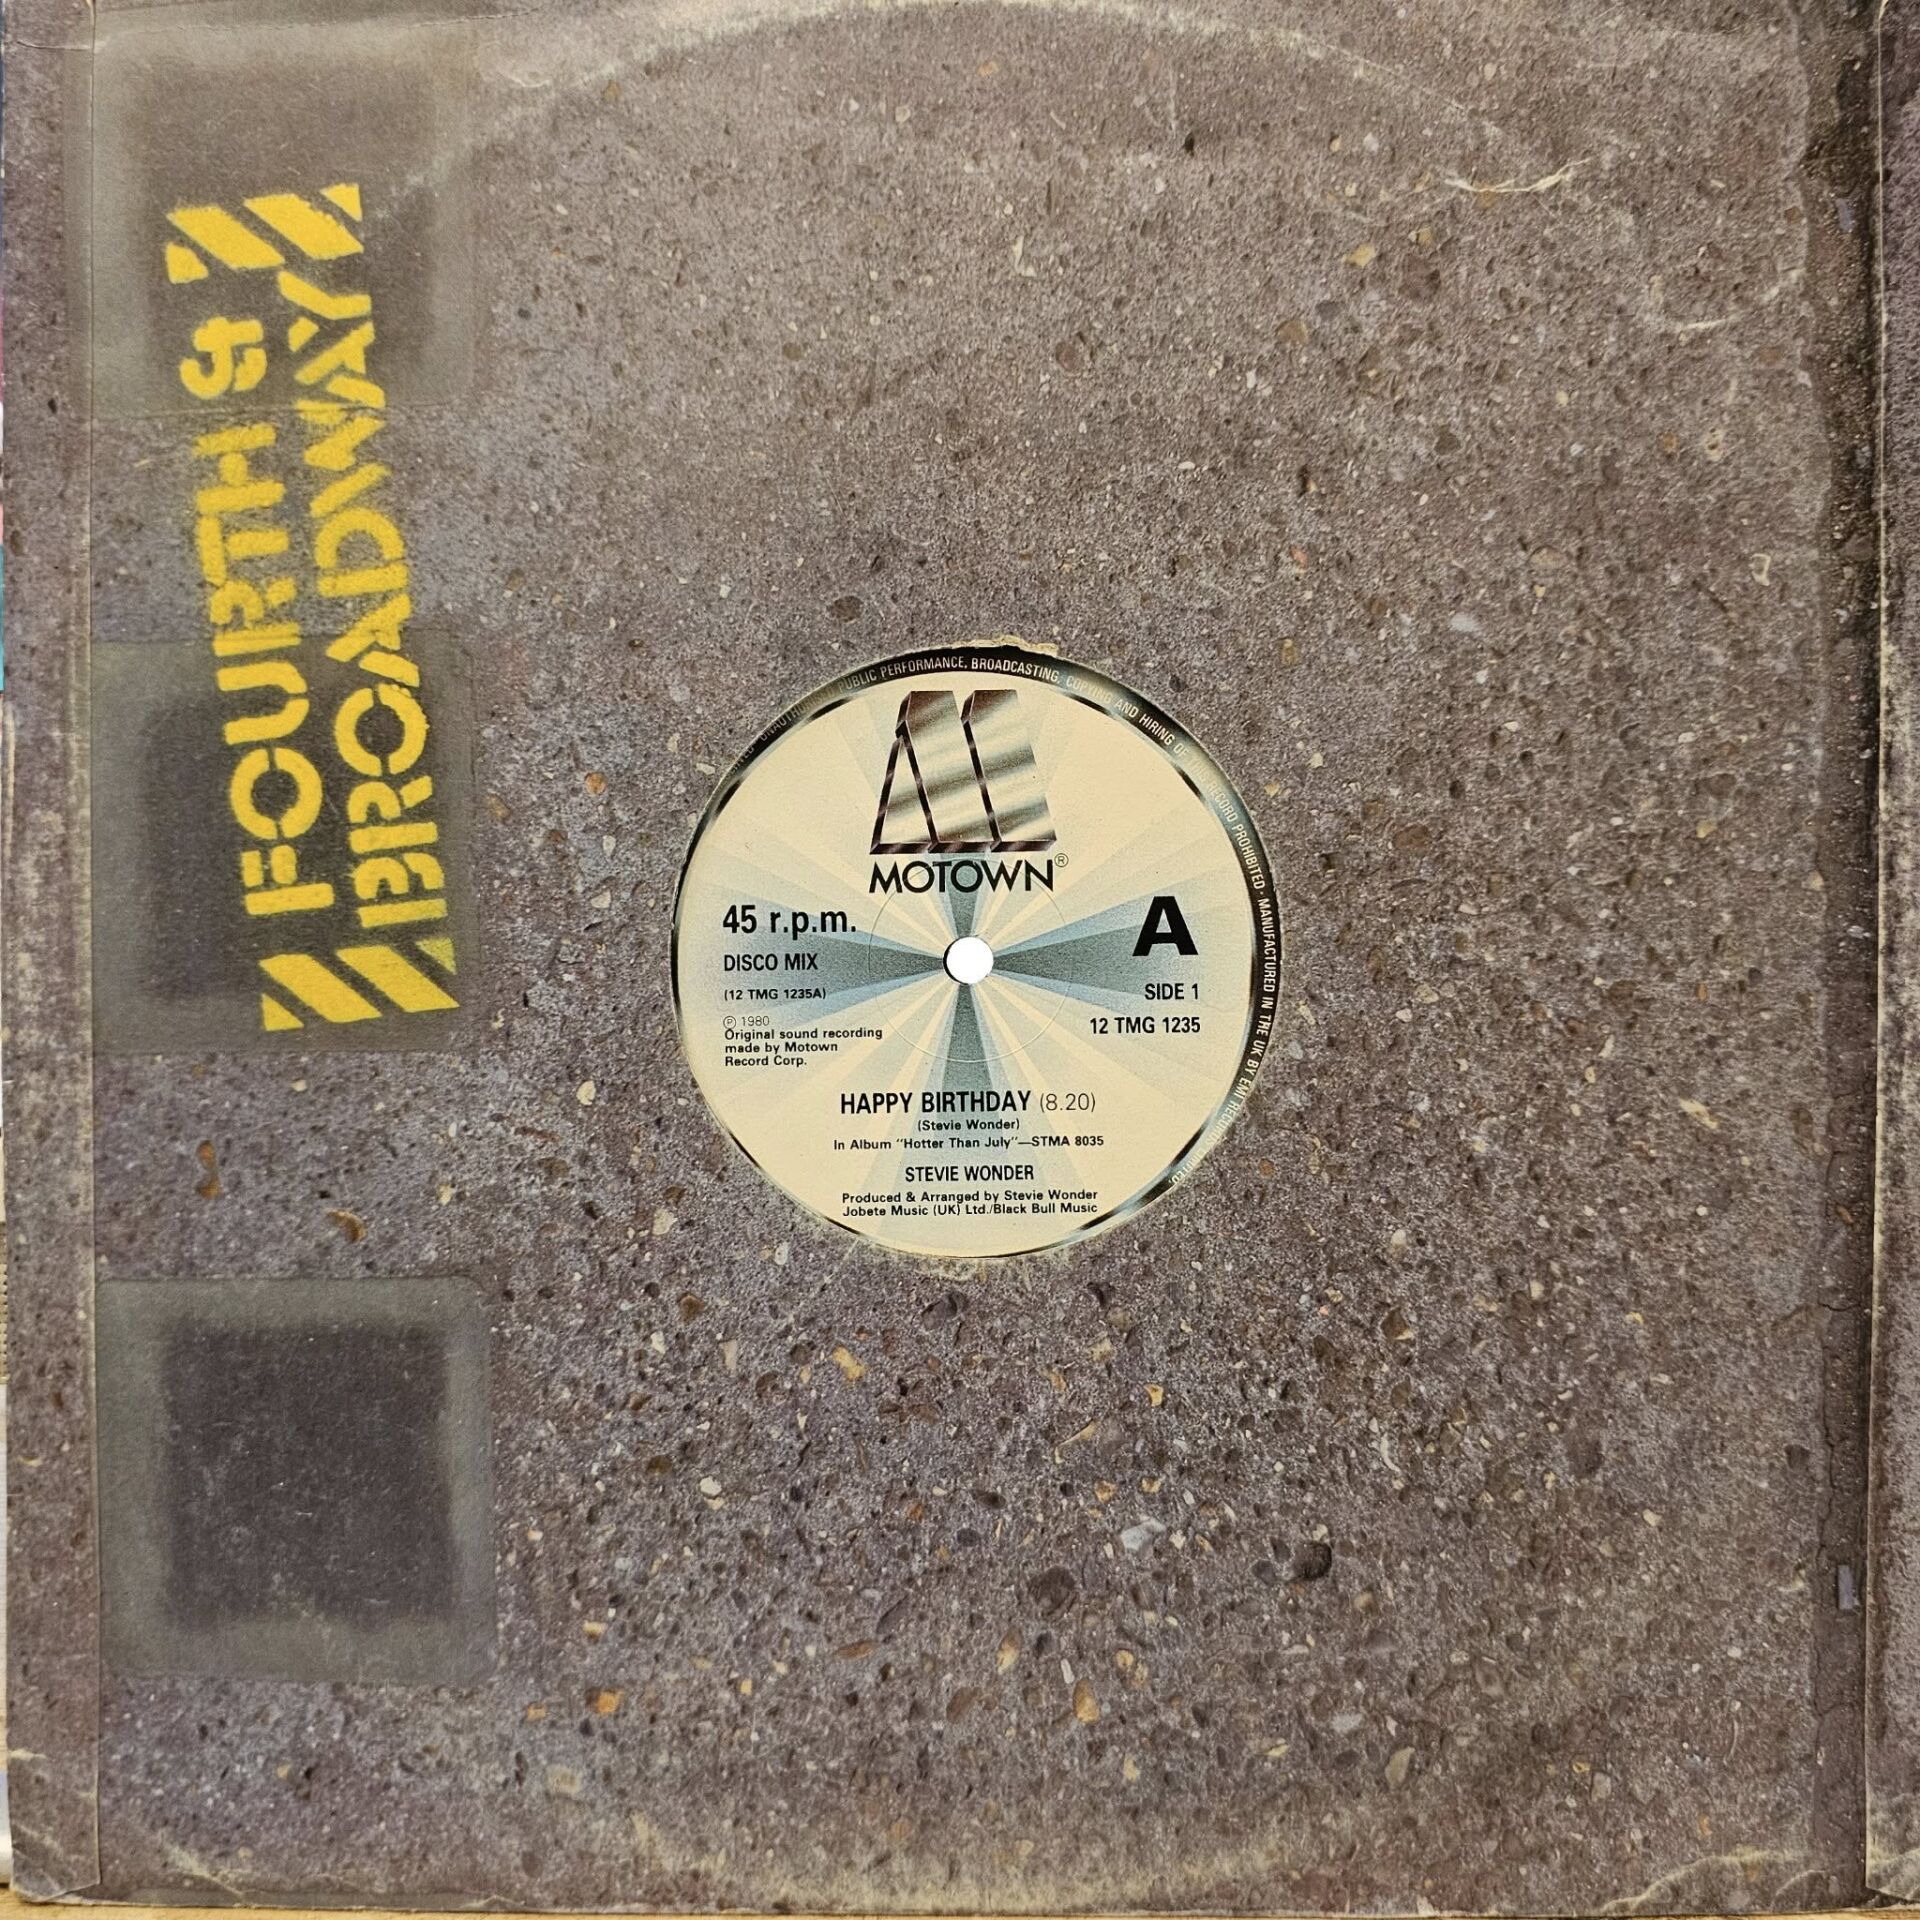 FOURTH &
BROADWAY
PUBLIC PERFORMANCE, BROADCASTING, COPYING AND HIRING OF THIS RECORD PROHIBITED · MANUFACTURED IN THE UK BY EMI RECORDS LIMITED.
MOTOWN®
45 r.p.m.
A
DISCO MIX
SIDE 1
(12 TMG 1235A)
12 TMG 1235
℗ 1980
Original sound recording
made by Motown
Record Corp.
HAPPY BIRTHDAY (8.20)
(Stevie Wonder)
In Album "Hotter Than July"—STMA 8035
STEVIE WONDER
Produced & Arranged by Stevie Wonder
Jobete Music (UK) Ltd./Black Bull Music